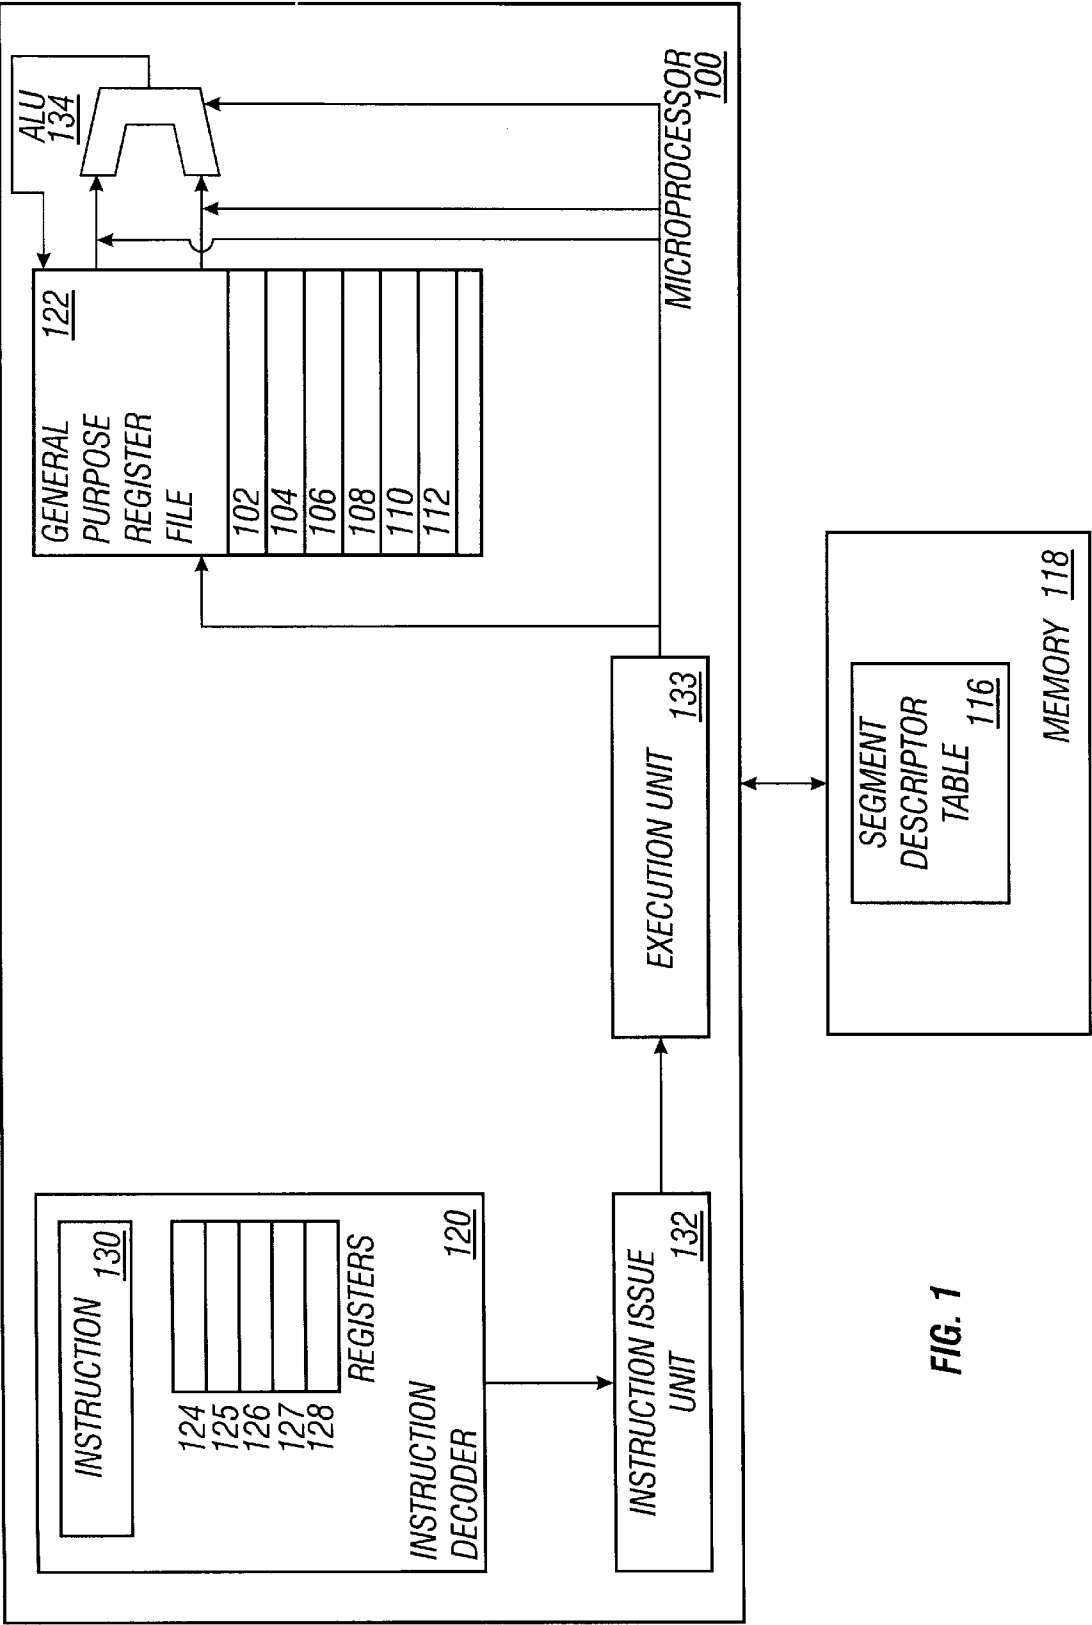 INSTRUCTION
130
124
125
126
127
128
REGISTERS
INSTRUCTION
DECODER
120
INSTRUCTION ISSUE
UNIT
132
EXECUTION UNIT
133
GENERAL
PURPOSE
REGISTER
FILE
122
102
104
106
108
110
112
ALU
134
MICROPROCESSOR
100
SEGMENT
DESCRIPTOR
TABLE
116
MEMORY 118
FIG. 1